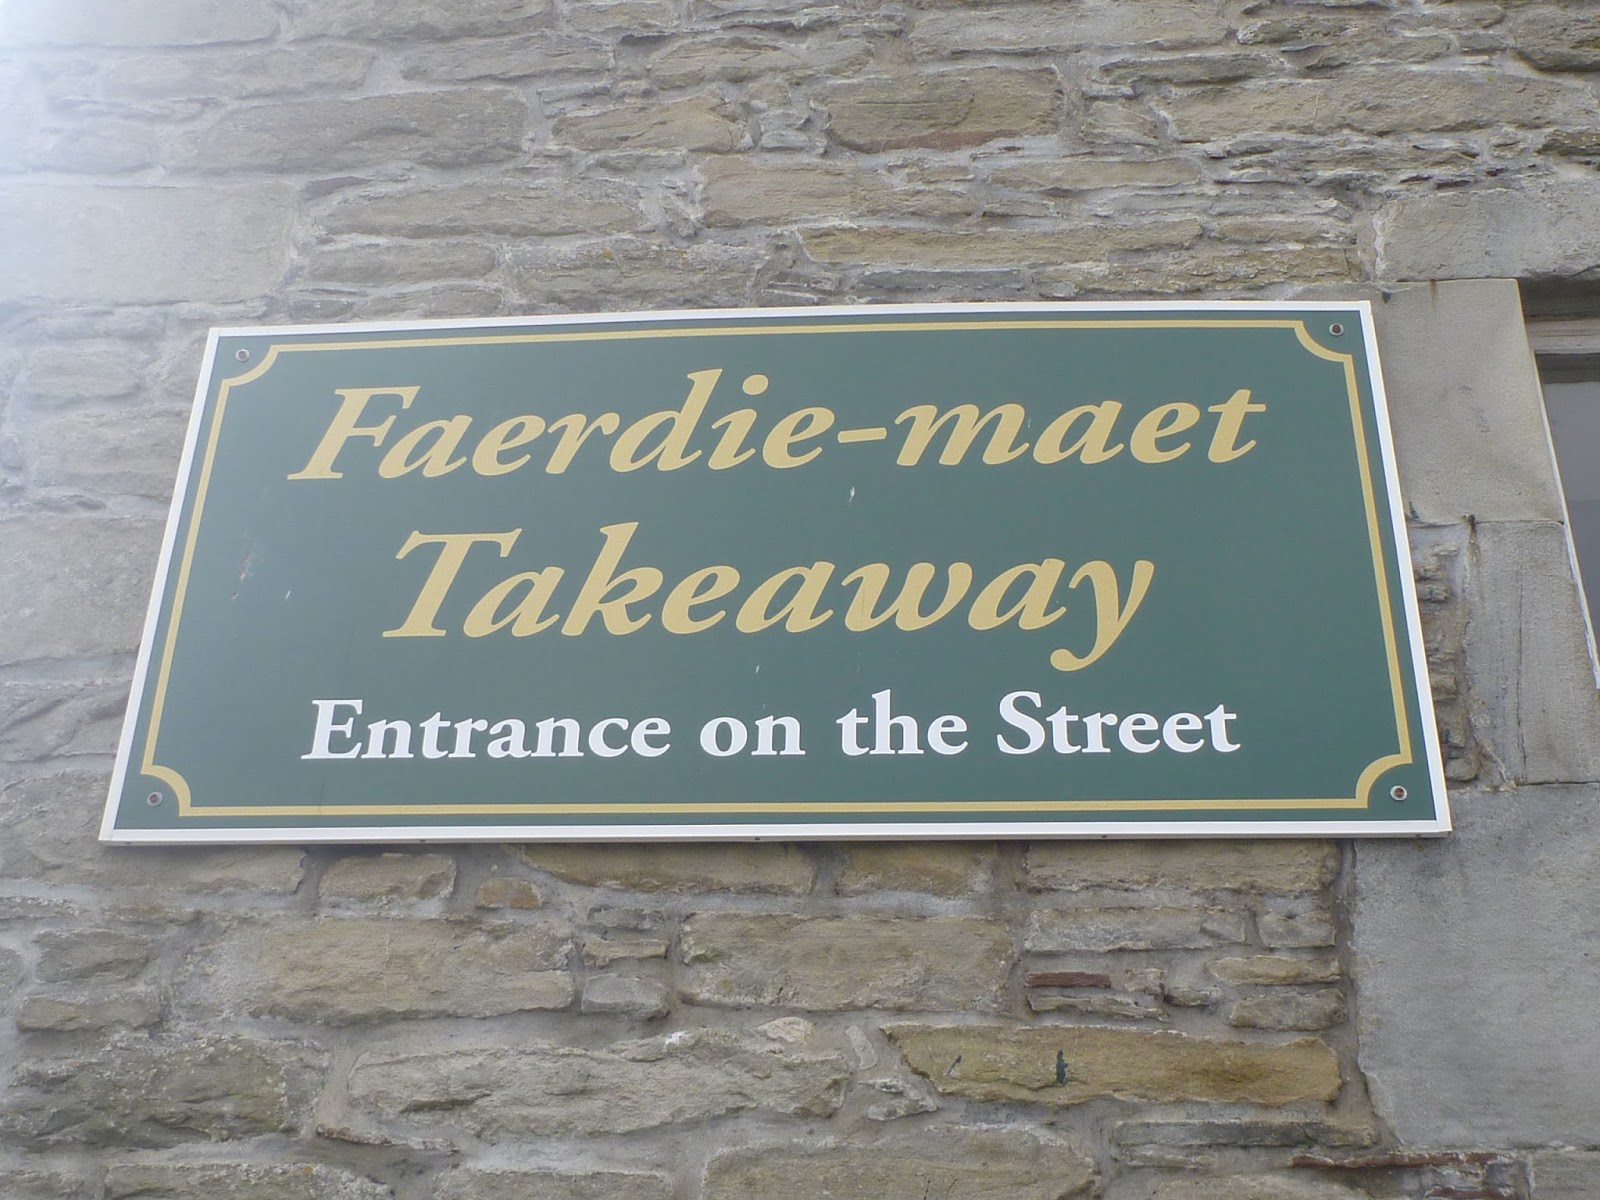 Faerdie-maet
Takeaway
Entrance on the Street